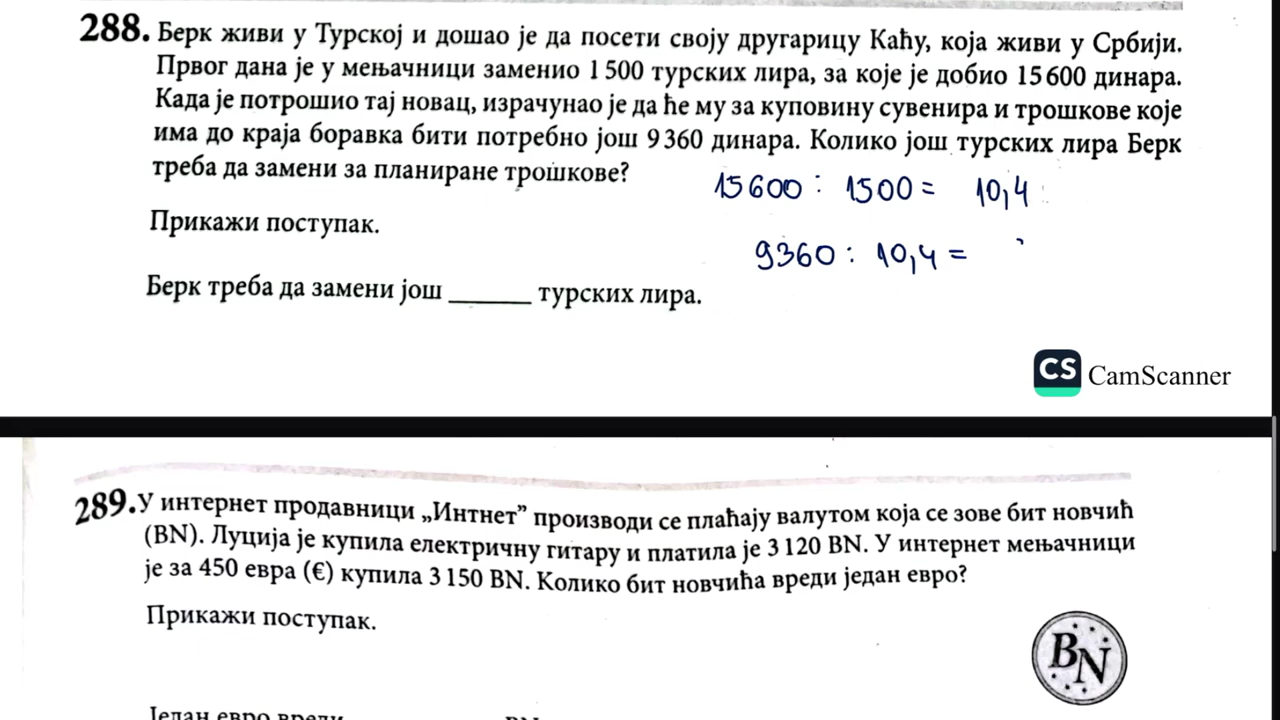 288. Берк живи у Турској и дошао је да посети своју другарицу Каћу, која живи у Србији.
Првог дана је у мењачници заменио 1 500 турских лира, за које је добио 15 600 динара.
Када је потрошио тај новац, израчунао је да ће му за куповину сувенира и трошкове које
има до краја боравка бити потребно још 9 360 динара. Колико још турских лира Берк
треба да замени за планиране трошкове?
15600 : 1500 = 10,4
Прикажи поступак.
9360 : 10,4 =
Берк треба да замени још ______ турских лира.
CS CamScanner
289. У интернет продавници „Интнет” производи се плаћају валутом која се зове бит новчић
(BN). Луција је купила електричну гитару и платила је 3 120 BN. У интернет мењачници
је за 450 евра (€) купила 3 150 BN. Колико бит новчића вреди један евро?
Прикажи поступак.
BN
Један евро вреди ______ BN